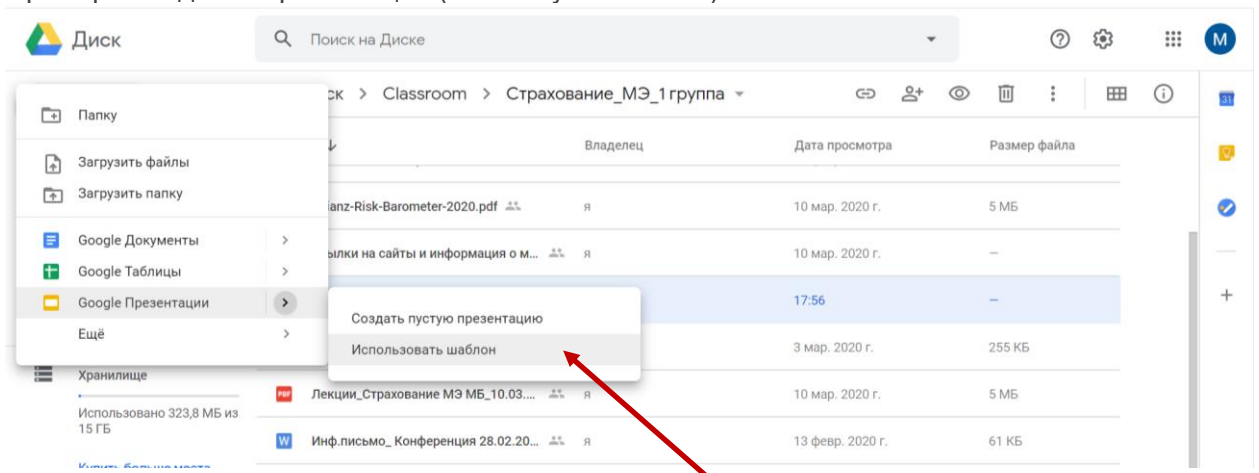 Диск
Поиск на Диске
М
Classroom > Страхование_МЭ_1 группа
31
Папку
Загрузить файлы
Загрузить папку
Google Документы
Google Таблицы
Google Презентации
Ещё
Создать пустую презентацию
Использовать шаблон
Владелец
Дата просмотра
Размер файла
anz-Risk-Barometer-2020.pdf я 10 мар. 2020 г. 5 МБ
ылки на сайты и информация о м... я 10 мар. 2020 г. –
17:56 –
3 мар. 2020 г. 255 КБ
Хранилище
Использовано 323,8 МБ из
15 ГБ
PDF Лекции_Страхование МЭ МБ_10.03.... я 10 мар. 2020 г. 5 МБ
W Инф.письмо_ Конференция 28.02.20... я 13 февр. 2020 г. 61 КБ